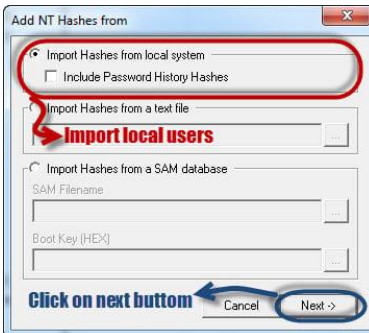 Add NT Hashes from
Import Hashes from local system
Include Password History Hashes
Import Hashes from a text file
Import local users
...
Import Hashes from a SAM database
SAM Filename
...
Boot Key (HEX)
...
Click on next buttom
Cancel
Next ->